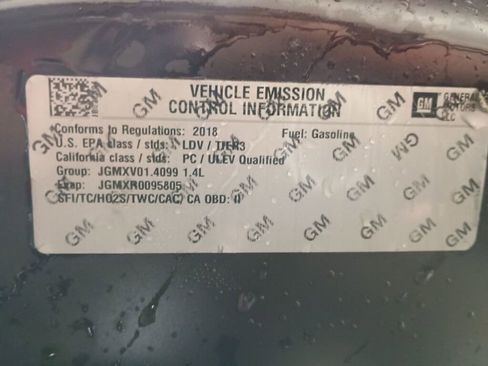 VEHICLE EMISSION
CONTROL INFORMATION
GM GENERAL MOTORS LLC
Conforms to Regulations: 2018 Fuel: Gasoline
U.S. EPA class / stds: LDV / TIER3
California class / stds: PC / ULEV Qualified
Group: JGMXV01.4099 1.4L
Evap: JGMXR0095805
SFI/TC/HO2S/TWC/CAC/ CA OBD: II